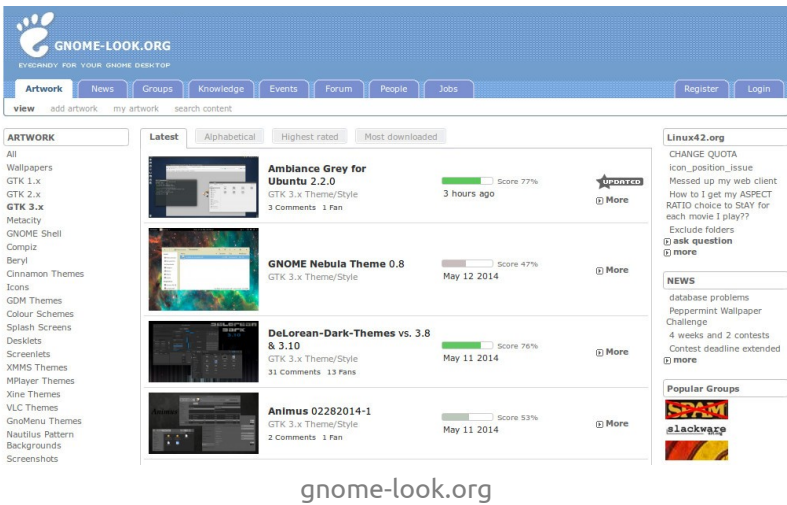 GNOME-LOOK.ORG
EYECANDY FOR YOUR GNOME DESKTOP
Artwork News Groups Knowledge Events Forum People Jobs Register Login
view add artwork my artwork search content
ARTWORK
All
Wallpapers
GTK 1.x
GTK 2.x
GTK 3.x
Metacity
GNOME Shell
Compiz
Beryl
Cinnamon Themes
Icons
GDM Themes
Colour Schemes
Splash Screens
Desklets
Screenlets
XMMS Themes
MPlayer Themes
Xine Themes
VLC Themes
GnoMenu Themes
Nautilus Pattern
Backgrounds
Screenshots
Latest Alphabetical Highest rated Most downloaded
Ambiance Grey for
Ubuntu 2.2.0
GTK 3.x Theme/Style
3 Comments 1 Fan
Score 77%
3 hours ago
UPDATED
More
GNOME Nebula Theme 0.8
GTK 3.x Theme/Style
Score 47%
May 12 2014
More
DeLorean-Dark-Themes vs. 3.8
& 3.10
GTK 3.x Theme/Style
31 Comments 13 Fans
Score 76%
May 11 2014
More
Animus 02282014-1
GTK 3.x Theme/Style
2 Comments 1 Fan
Score 53%
May 11 2014
More
Linux42.org
CHANGE QUOTA
icon_position_issue
Messed up my web client
How to I get my ASPECT
RATIO choice to StAY for
each movie I play??
Exclude folders
ask question
more
NEWS
database problems
Peppermint Wallpaper
Challenge
4 weeks and 2 contests
Contest deadline extended
more
Popular Groups
SPAM
slackware
gnome-look.org